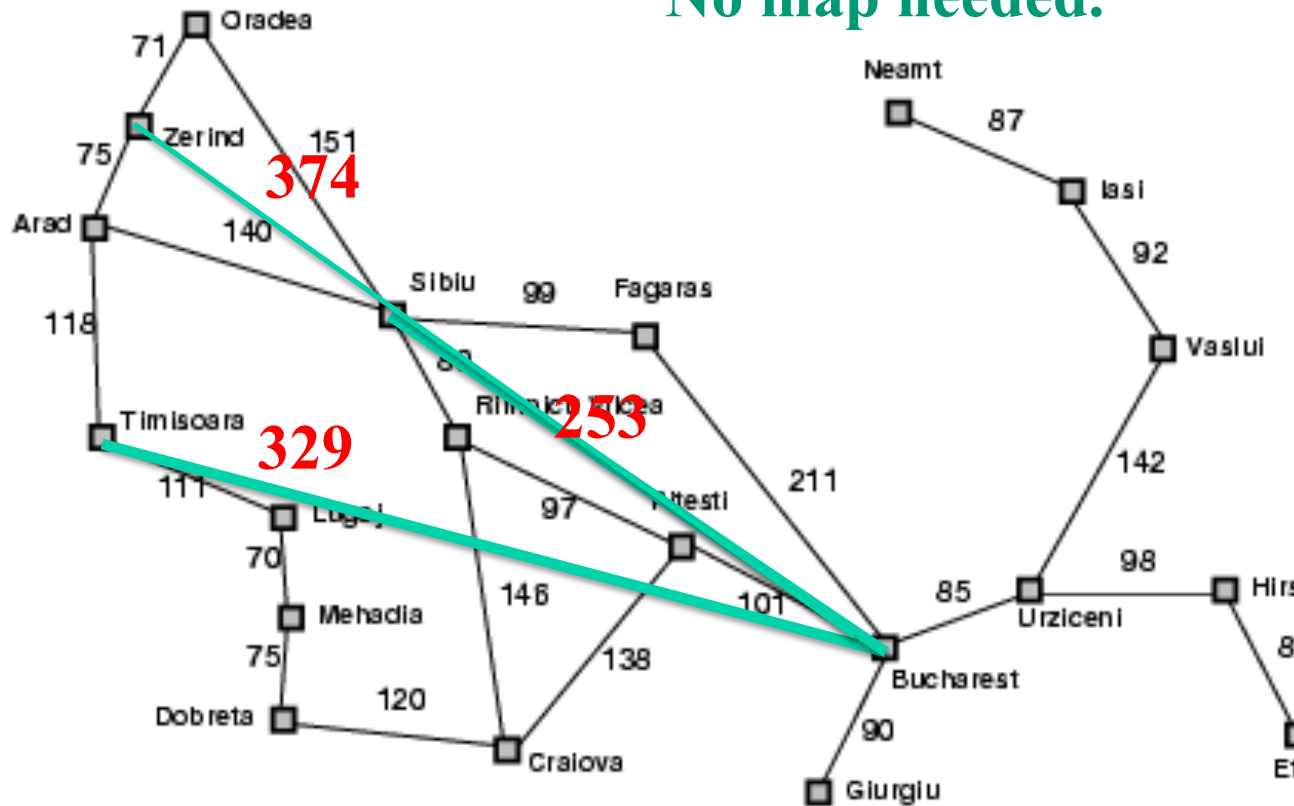 No map needed.
Oradea
71
Neamt
87
Zerind
151
75
374
Iasi
Arad
140
92
Sibiu
99
Fagaras
118
Vaslui
253
Timisoara
329
142
211
111
97
70
98
146
101
85
Mehadia
Urziceni
75
138
Bucharest
120
Dobreta
90
Craiova
Giurgiu